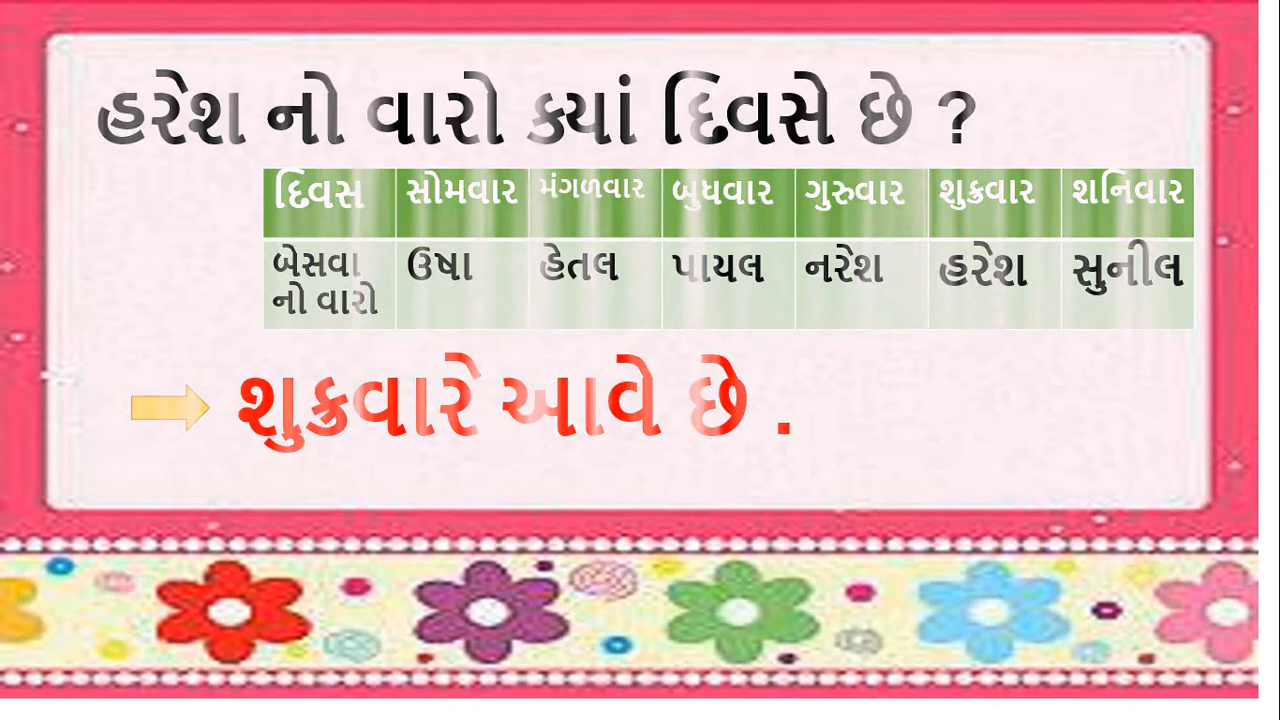 હરેશ નો વારો ક્યાં દિવસે છે ?
દિવસ સોમવાર મંગળવાર બુધવાર ગુરુવાર શુક્રવાર શનિવાર
બેસવા ઉષા હેતલ પાયલ નરેશ હરેશ સુનીલ
નો વારો
શુક્રવારે આવે છે .